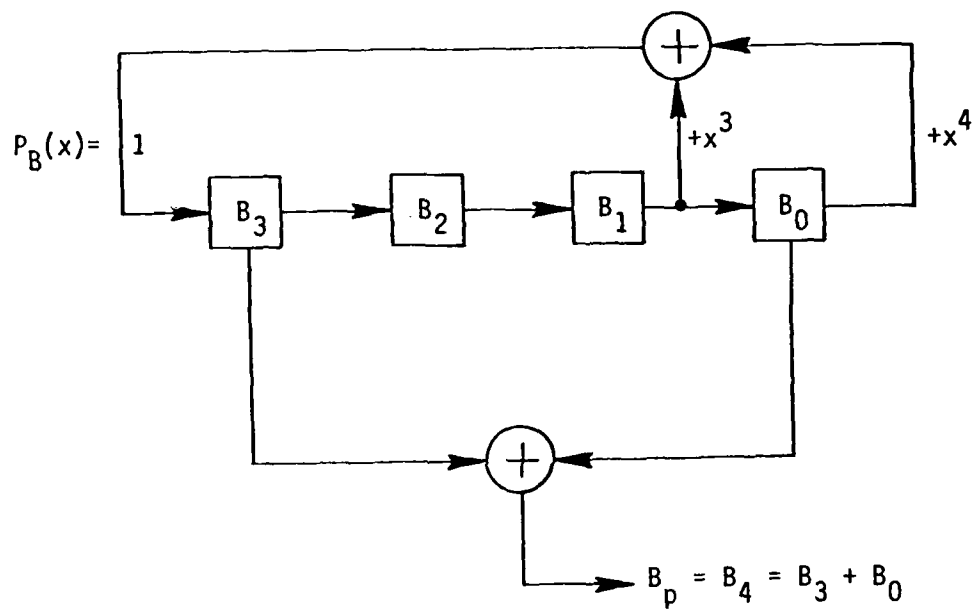 +
+x^4
P_B(x)= 1
+x^3
B_3
B_2
B_1
B_0
+
B_p = B_4 = B_3 + B_0